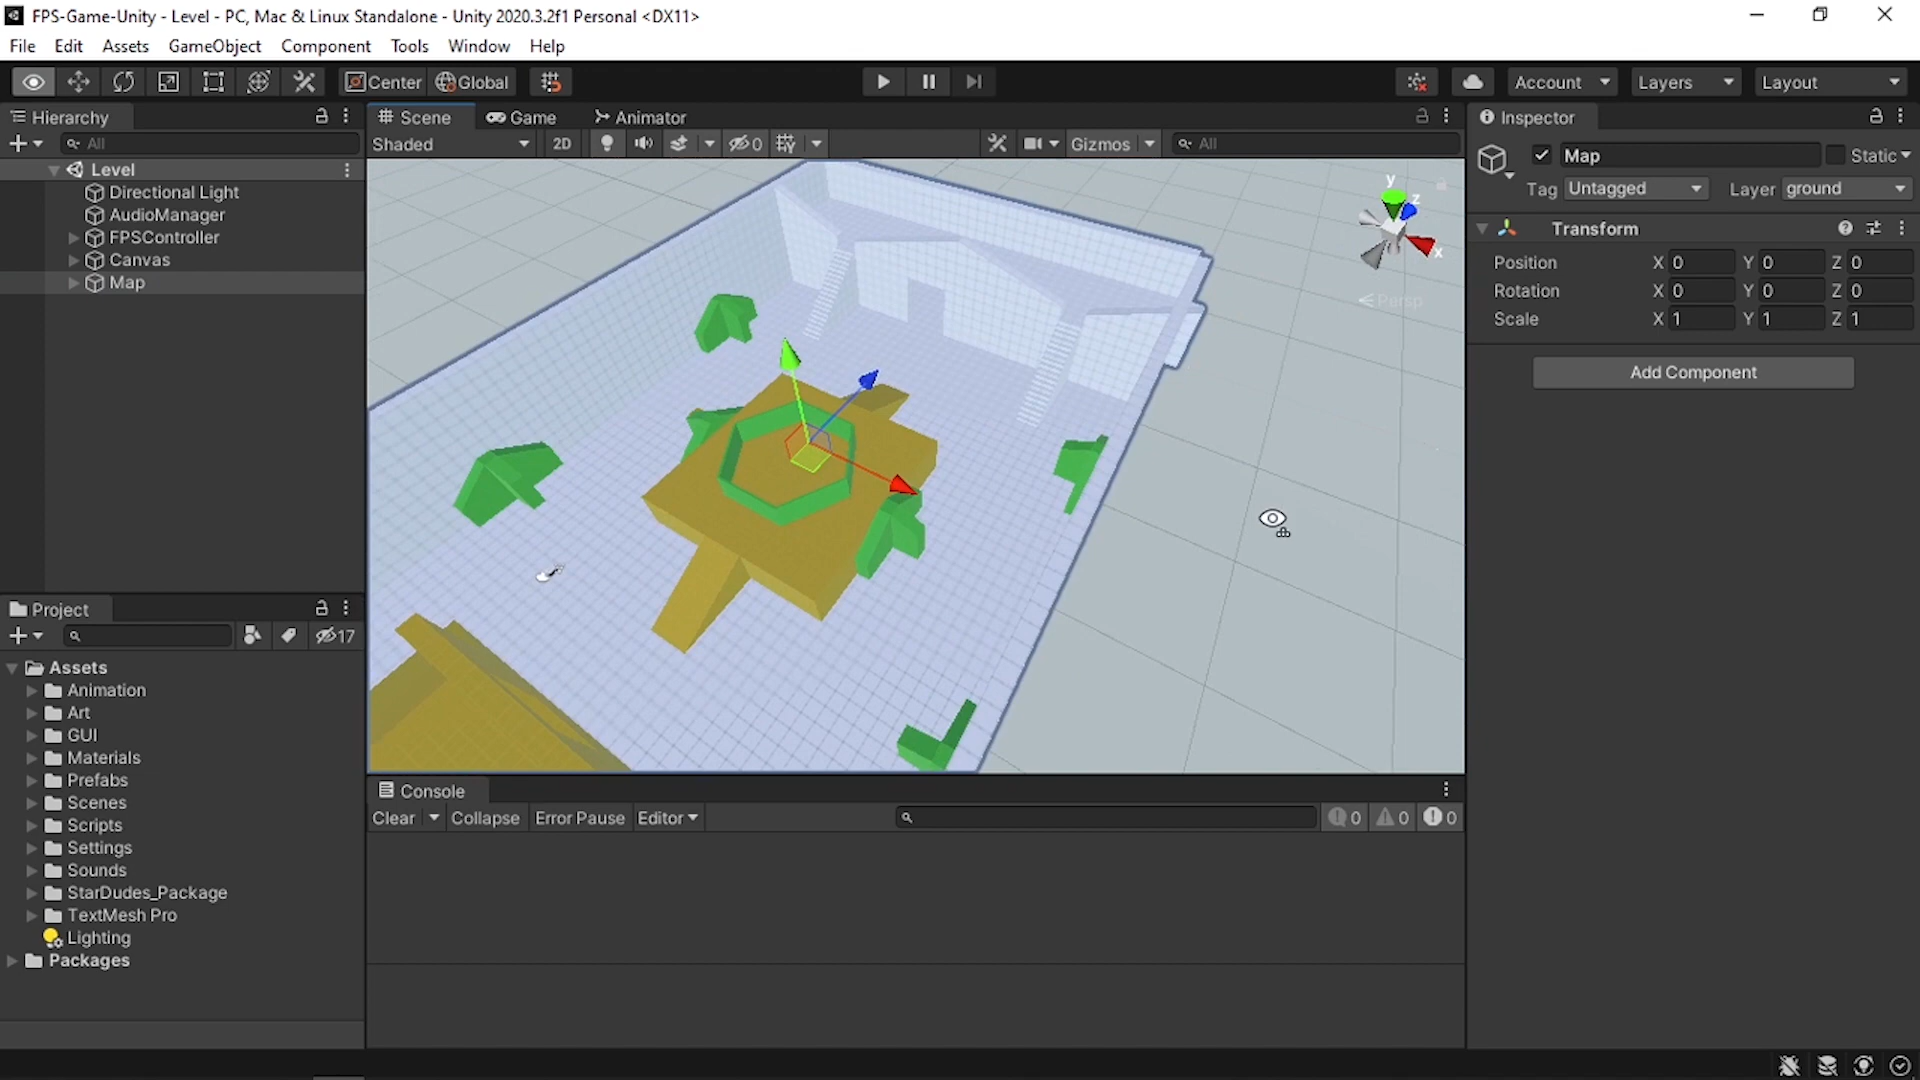 FPS-Game-Unity - Level - PC, Mac & Linux Standalone - Unity 2020.3.2f1 Personal <DX11>
File Edit Assets GameObject Component Tools Window Help
Center Global Account Layers Layout
Hierarchy
All
Level
Directional Light
AudioManager
FPSController
Canvas
Map
Scene Game Animator
Shaded 2D 0 Gizmos All
y
z
x
Persp
Inspector
Map Static
Tag Untagged Layer ground
Transform
Position X 0 Y 0 Z 0
Rotation X 0 Y 0 Z 0
Scale X 1 Y 1 Z 1
Add Component
Project
17
Assets
Animation
Art
GUI
Materials
Prefabs
Scenes
Scripts
Settings
Sounds
StarDudes_Package
TextMesh Pro
Lighting
Packages
Console
Clear Collapse Error Pause Editor 0 0 0